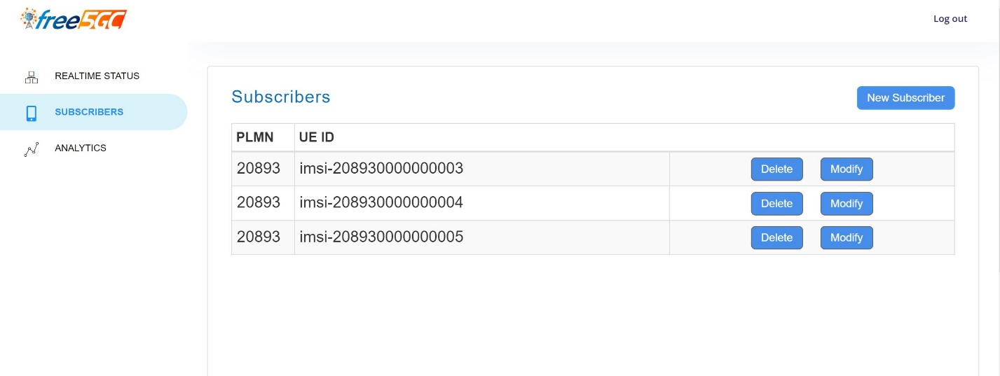 free5GC
Log out
REALTIME STATUS
SUBSCRIBERS
ANALYTICS
Subscribers
New Subscriber
PLMN UE ID
20893 imsi-208930000000003 Delete Modify
20893 imsi-208930000000004 Delete Modify
20893 imsi-208930000000005 Delete Modify